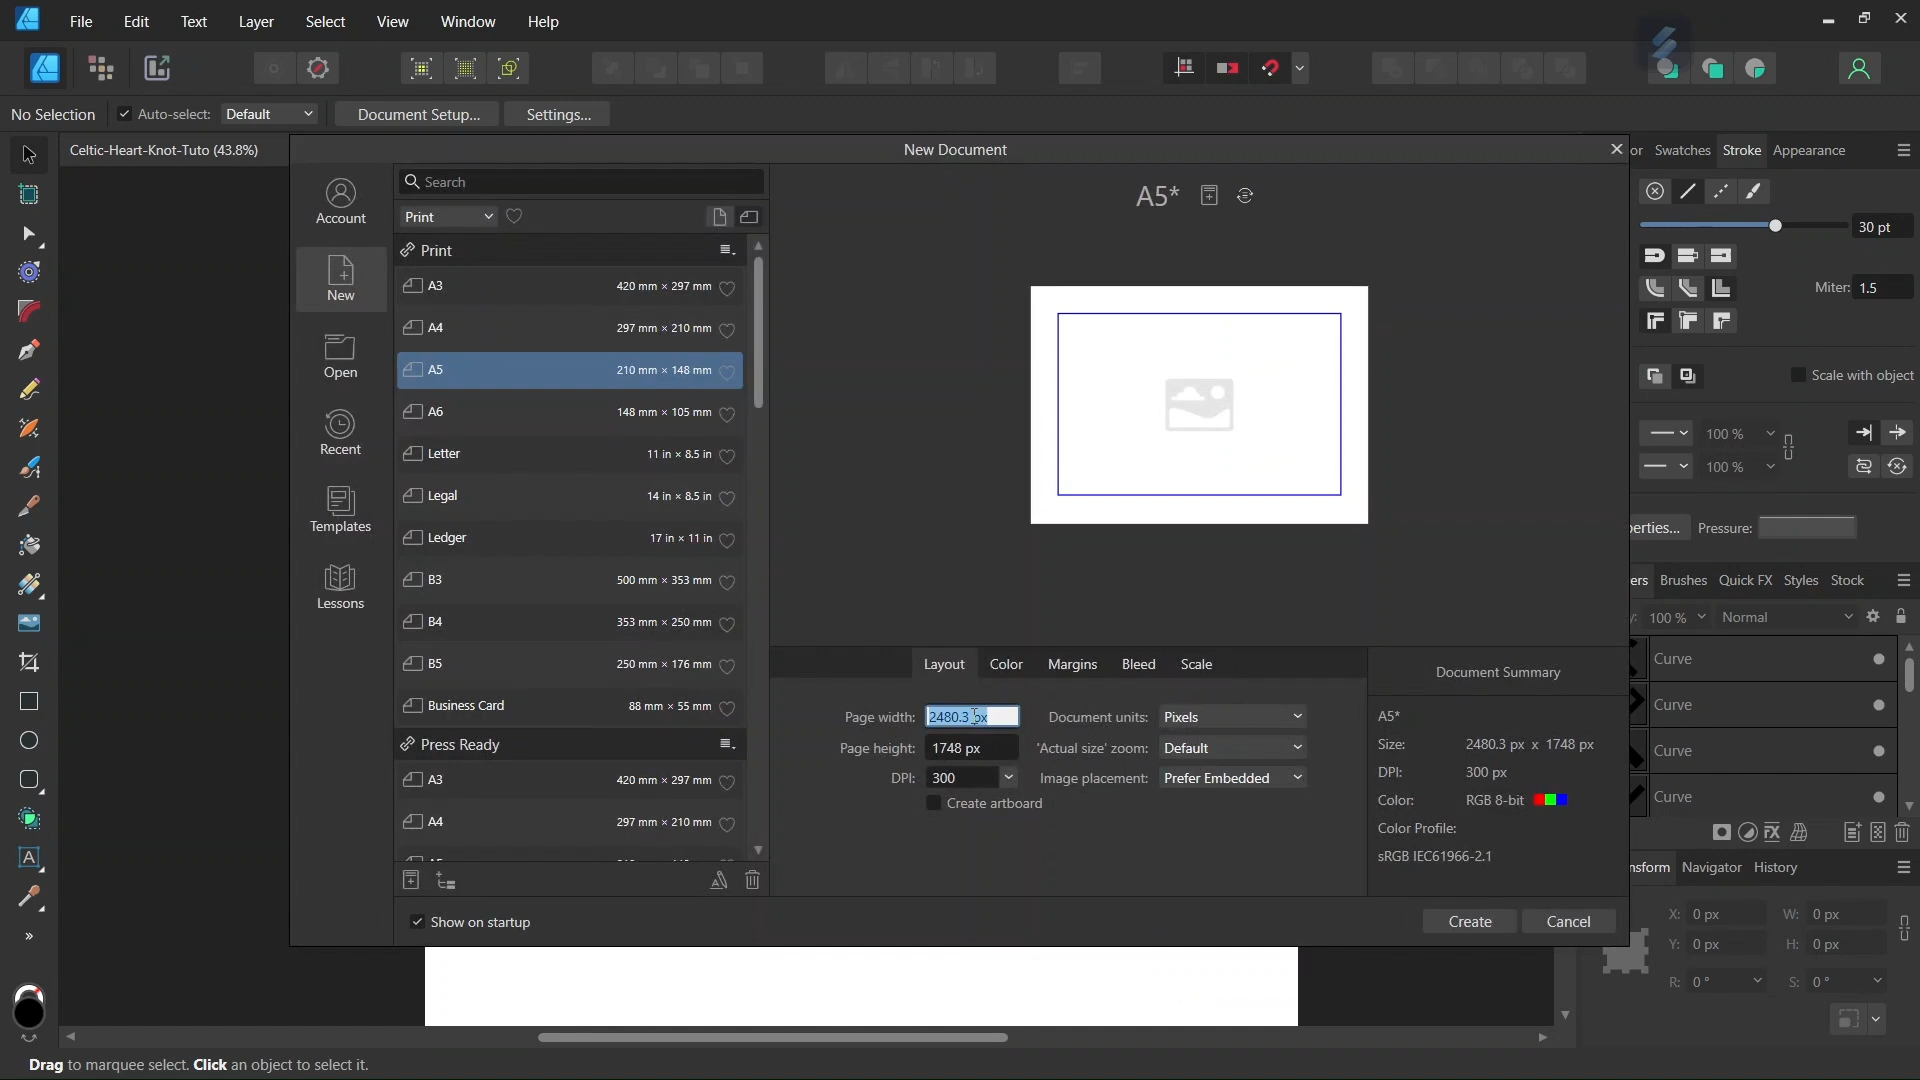 File Edit Text Layer Select View Window Help
No Selection Auto-select: Default Document Setup... Settings...
Celtic-Heart-Knot-Tuto (43.8%)
New Document
Swatches Stroke Appearance
Account
New
Open
Recent
Templates
Lessons
Search
Print
Print
A3 420 mm × 297 mm
A4 297 mm × 210 mm
A5 210 mm × 148 mm
A6 148 mm × 105 mm
Letter 11 in × 8.5 in
Legal 14 in × 8.5 in
Ledger 17 in × 11 in
B3 500 mm × 353 mm
B4 353 mm × 250 mm
B5 250 mm × 176 mm
Business Card 88 mm × 55 mm
Press Ready
A3 420 mm × 297 mm
A4 297 mm × 210 mm
Show on startup
A5*
Layout Color Margins Bleed Scale
Page width: 2480.3 px Document units: Pixels
Page height: 1748 px 'Actual size' zoom: Default
DPI: 300 Image placement: Prefer Embedded
Create artboard
Document Summary
A5*
Size: 2480.3 px x 1748 px
DPI: 300 px
Color: RGB 8-bit
Color Profile:
sRGB IEC61966-2.1
Create Cancel
30 pt
Miter: 1.5
Scale with object
100 %
100 %
erties... Pressure:
ers Brushes Quick FX Styles Stock
y: 100 % Normal
Curve
Curve
Curve
Curve
nsform Navigator History
X: 0 px W: 0 px
Y: 0 px H: 0 px
R: 0 ° S: 0 °
Drag to marquee select. Click an object to select it.